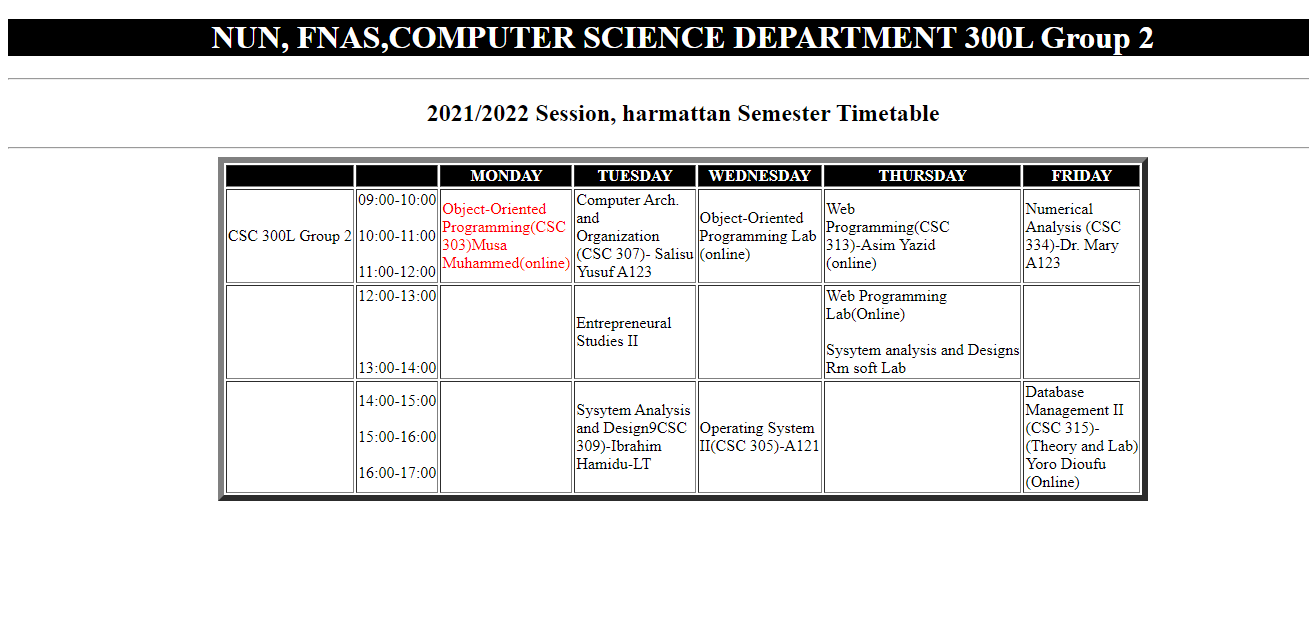 NUN, FNAS,COMPUTER SCIENCE DEPARTMENT 300L Group 2
2021/2022 Session, harmattan Semester Timetable
MONDAY TUESDAY WEDNESDAY THURSDAY FRIDAY
CSC 300L Group 2
09:00-10:00
10:00-11:00
11:00-12:00
Object-Oriented
Programming(CSC
303)Musa
Muhammed(online)
Computer Arch.
and
Organization
(CSC 307)- Salisu
Yusuf A123
Object-Oriented
Programming Lab
(online)
Web
Programming(CSC
313)-Asim Yazid
(online)
Numerical
Analysis (CSC
334)-Dr. Mary
A123
12:00-13:00
13:00-14:00
Entrepreneural
Studies II
Web Programming
Lab(Online)
Sysytem analysis and Designs
Rm soft Lab
14:00-15:00
15:00-16:00
16:00-17:00
Sysytem Analysis
and Design9CSC
309)-Ibrahim
Hamidu-LT
Operating System
II(CSC 305)-A121
Database
Management II
(CSC 315)-
(Theory and Lab)
Yoro Dioufu
(Online)